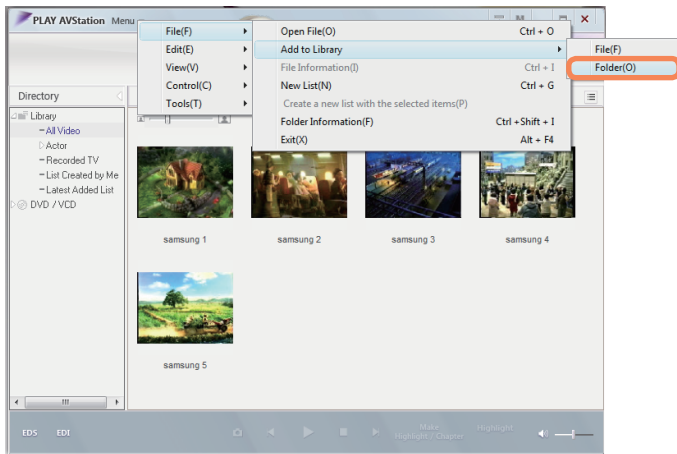 PLAY AVStation Menu
File(F)
Edit(E)
View(V)
Control(C)
Tools(T)
Open File(O) Ctrl + O
Add to Library
File Information(I) Ctrl + I
New List(N) Ctrl + G
Create a new list with the selected items(P)
Folder Information(F) Ctrl +Shift + I
Exit(X) Alt + F4
File(F)
Folder(O)
Directory
Library
All Video
Actor
Recorded TV
List Created by Me
Latest Added List
DVD / VCD
samsung 1
samsung 2
samsung 3
samsung 4
samsung 5
EDS EDI
Make
Highlight / Chapter
Highlight